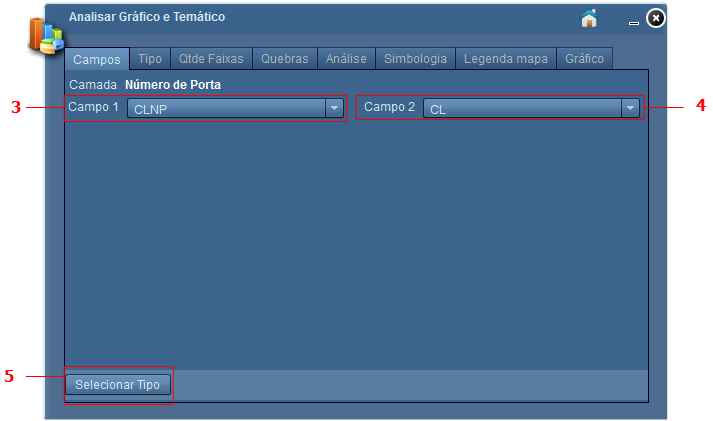 Analisar Gráfico e Temático
Campos Tipo Qtde Faixas Quebras Análise Simbologia Legenda mapa Gráfico
Camada Número de Porta
3 Campo 1 CLNP Campo 2 CL 4
5 Selecionar Tipo